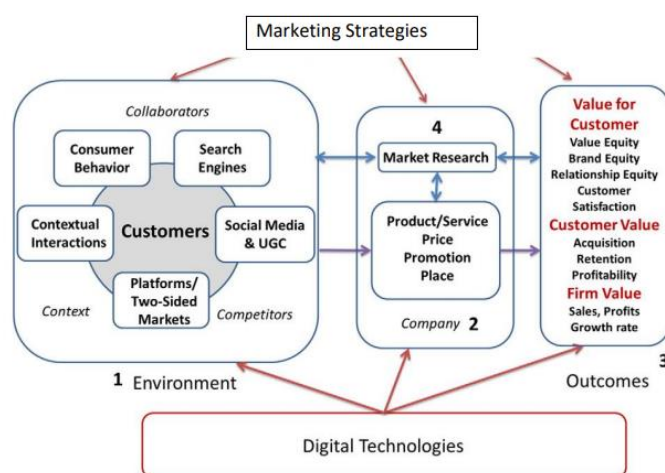 Marketing Strategies
Collaborators
Consumer
Behavior
Search
Engines
Contextual
Interactions
Customers
Social Media
& UGC
Platforms/
Two-Sided
Markets
Context
Competitors
1 Environment
4
Market Research
Product/Service
Price
Promotion
Place
Company 2
Value for
Customer
Value Equity
Brand Equity
Relationship Equity
Customer
Satisfaction
Customer Value
Acquisition
Retention
Profitability
Firm Value
Sales, Profits
Growth rate
3
Outcomes
Digital Technologies